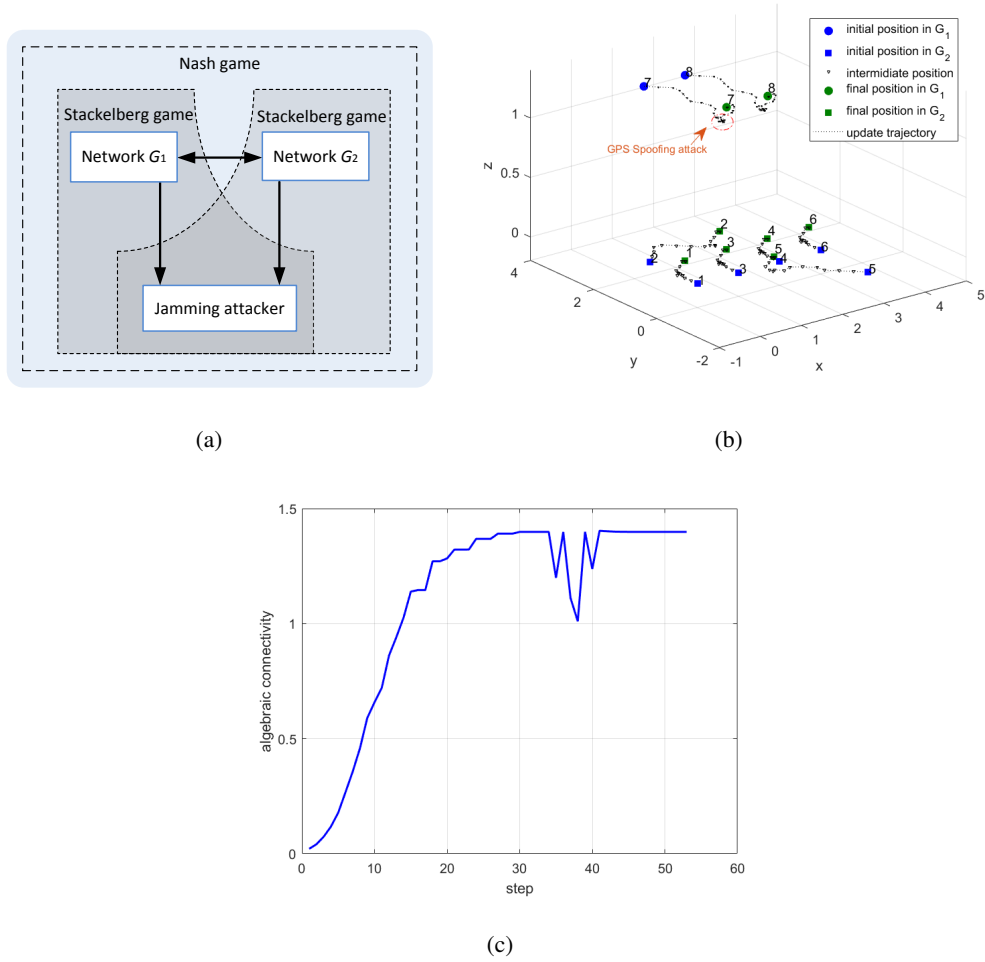 Nash game
Stackelberg game
Stackelberg game
Network G1
Network G2
Jamming attacker
(a)
initial position in G1
initial position in G2
intermidiate position
final position in G1
final position in G2
update trajectory
7
8
7
8
GPS Spoofing attack
z
1
0.5
0
4
2
0
-2
y
-1
0
1
2
3
4
5
x
2
3
4
6
1
5
2
3
4
6
1
5
(b)
algebraic connectivity
1.5
1
0.5
0
0
10
20
30
40
50
60
step
(c)